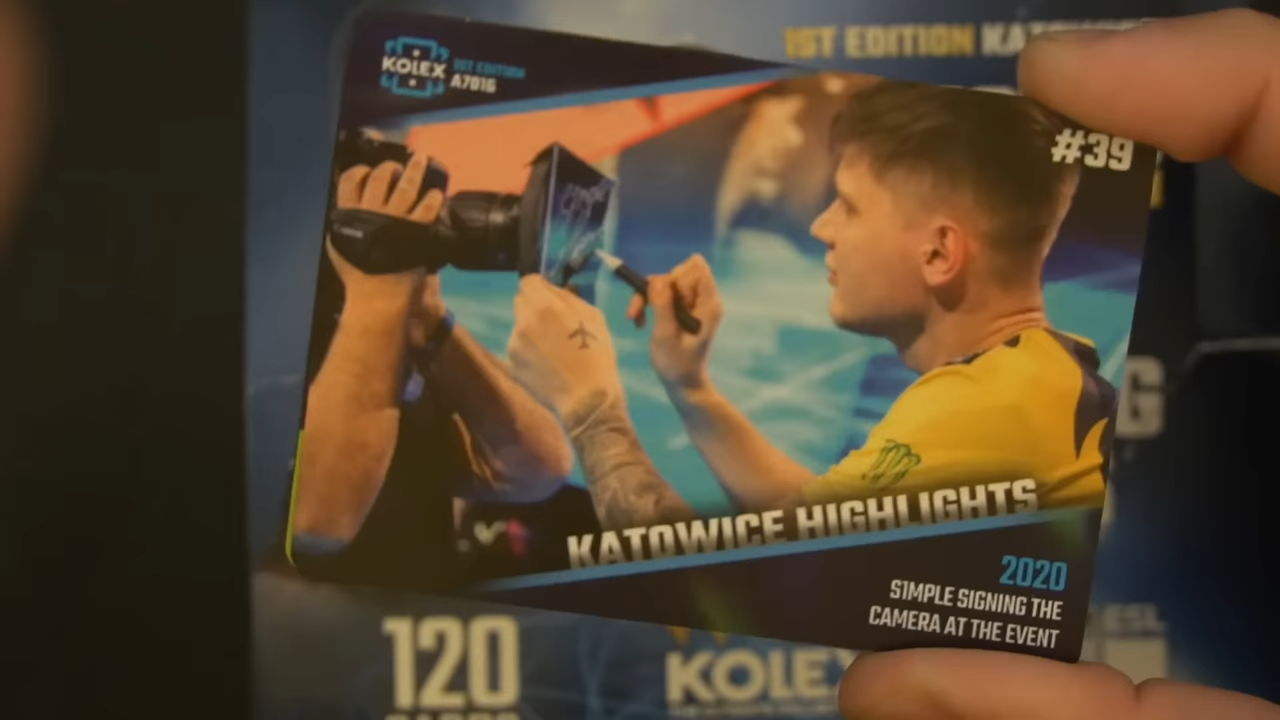 1ST EDITION
KOLEX
1ST EDITION
A7016
#39
KATOWICE HIGHLIGHTS
2020
S1MPLE SIGNING THE
CAMERA AT THE EVENT
G
120
KOLEX
ESL